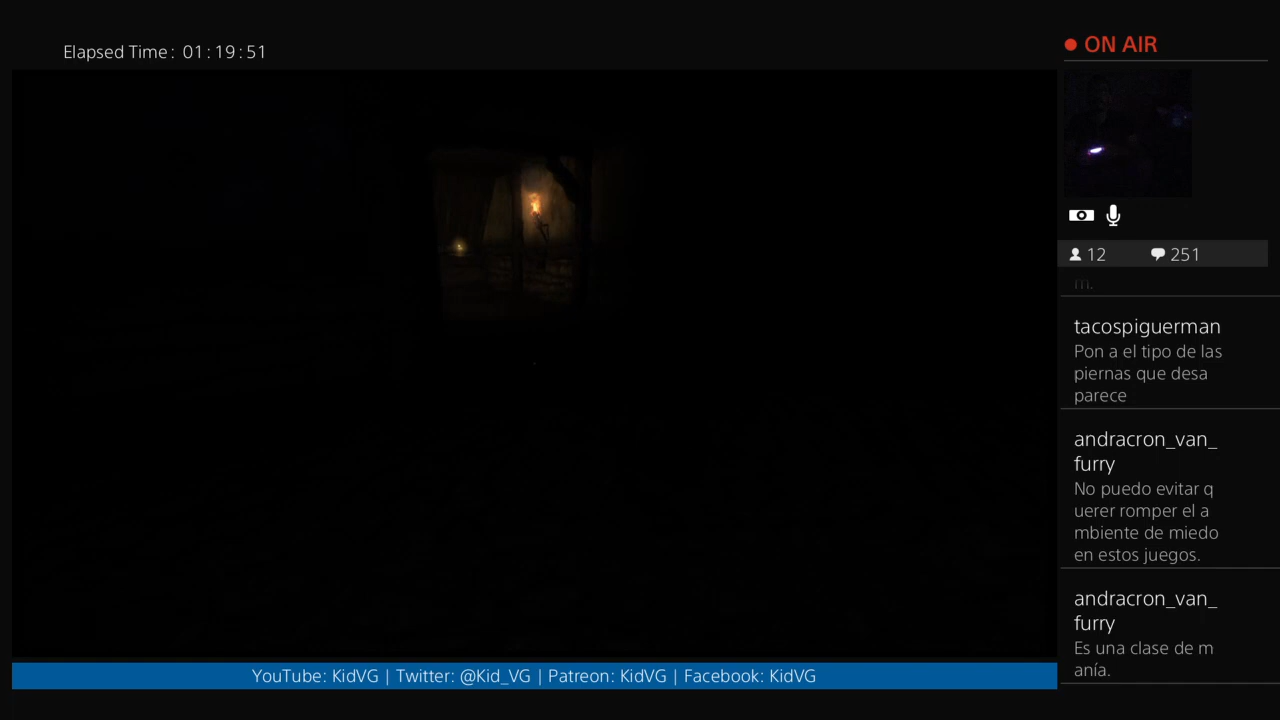 Elapsed Time: 01:19:51
ON AIR
12 251
m.
tacospiguerman
Pon a el tipo de las
piernas que desa
parece
andracron_van_
furry
No puedo evitar q
uerer romper el a
mbiente de miedo
en estos juegos.
andracron_van_
furry
Es una clase de m
anía.
YouTube: KidVG | Twitter: @Kid_VG | Patreon: KidVG | Facebook: KidVG